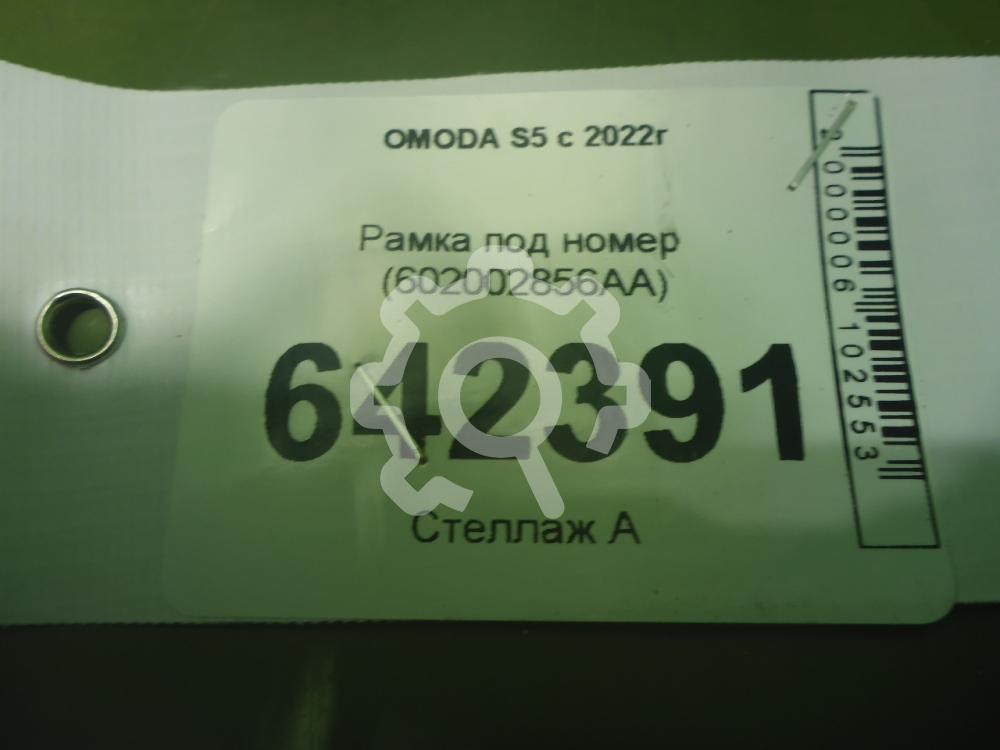 OMODA S5 с 2022г
Рамка под номер
(602002856AA)
642391
Стеллаж А
2000006102553